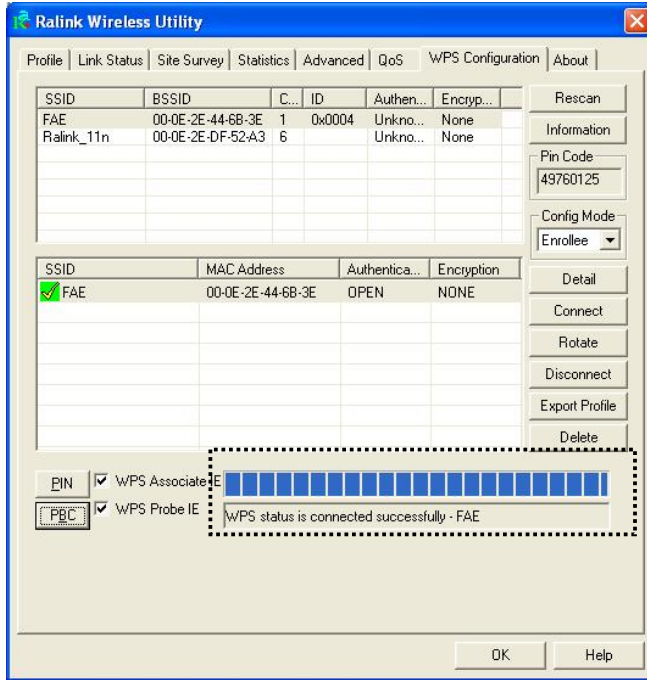 Ralink Wireless Utility
Profile Link Status Site Survey Statistics Advanced QoS WPS Configuration About
SSID BSSID C... ID Authen... Encryp...
FAE 00-0E-2E-44-6B-3E 1 0x0004 Unkno... None
Ralink_11n 00-0E-2E-DF-52-A3 6 Unkno... None
Rescan
Information
Pin Code
49760125
Config Mode
Enrollee
SSID MAC Address Authentica... Encryption
FAE 00-0E-2E-44-6B-3E OPEN NONE
Detail
Connect
Rotate
Disconnect
Export Profile
Delete
PIN WPS Associate IE
PBC WPS Probe IE
WPS status is connected successfully - FAE
OK Help